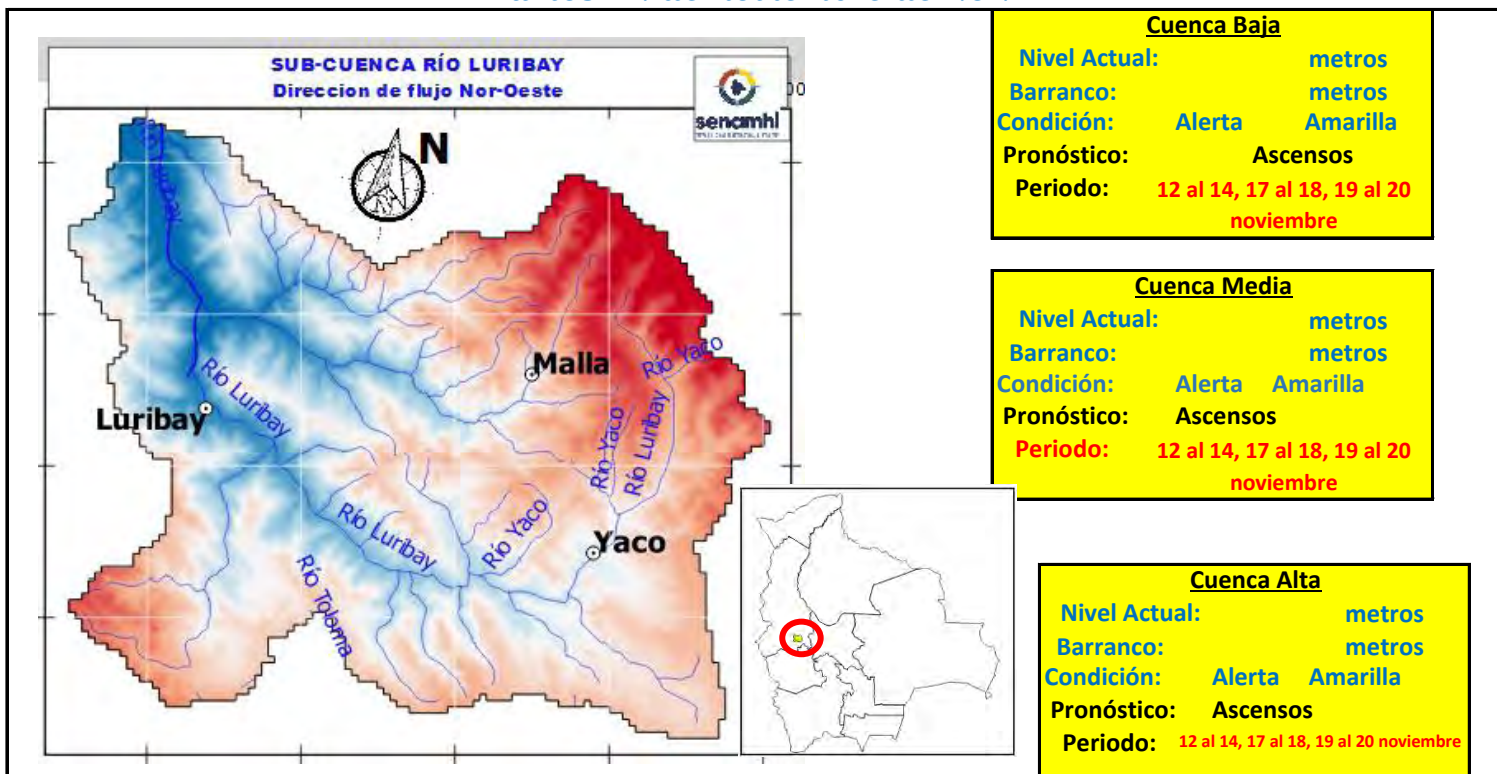 SUB-CUENCA RÍO LURIBAY
Direccion de flujo Nor-Oeste
senamhi
00
N
Luribay
Río Yaco
Malla
Río Luribay
Luribay
Río Yaco
Río Luribay
Río Luribay
Río Yaco
Yaco
Río Tolama
Cuenca Baja
Nivel Actual: metros
Barranco: metros
Condición: Alerta Amarilla
Pronóstico: Ascensos
Periodo: 12 al 14, 17 al 18, 19 al 20
noviembre
Cuenca Media
Nivel Actual: metros
Barranco: metros
Condición: Alerta Amarilla
Pronóstico: Ascensos
Periodo: 12 al 14, 17 al 18, 19 al 20
noviembre
Cuenca Alta
Nivel Actual: metros
Barranco: metros
Condición: Alerta Amarilla
Pronóstico: Ascensos
Periodo: 12 al 14, 17 al 18, 19 al 20 noviembre